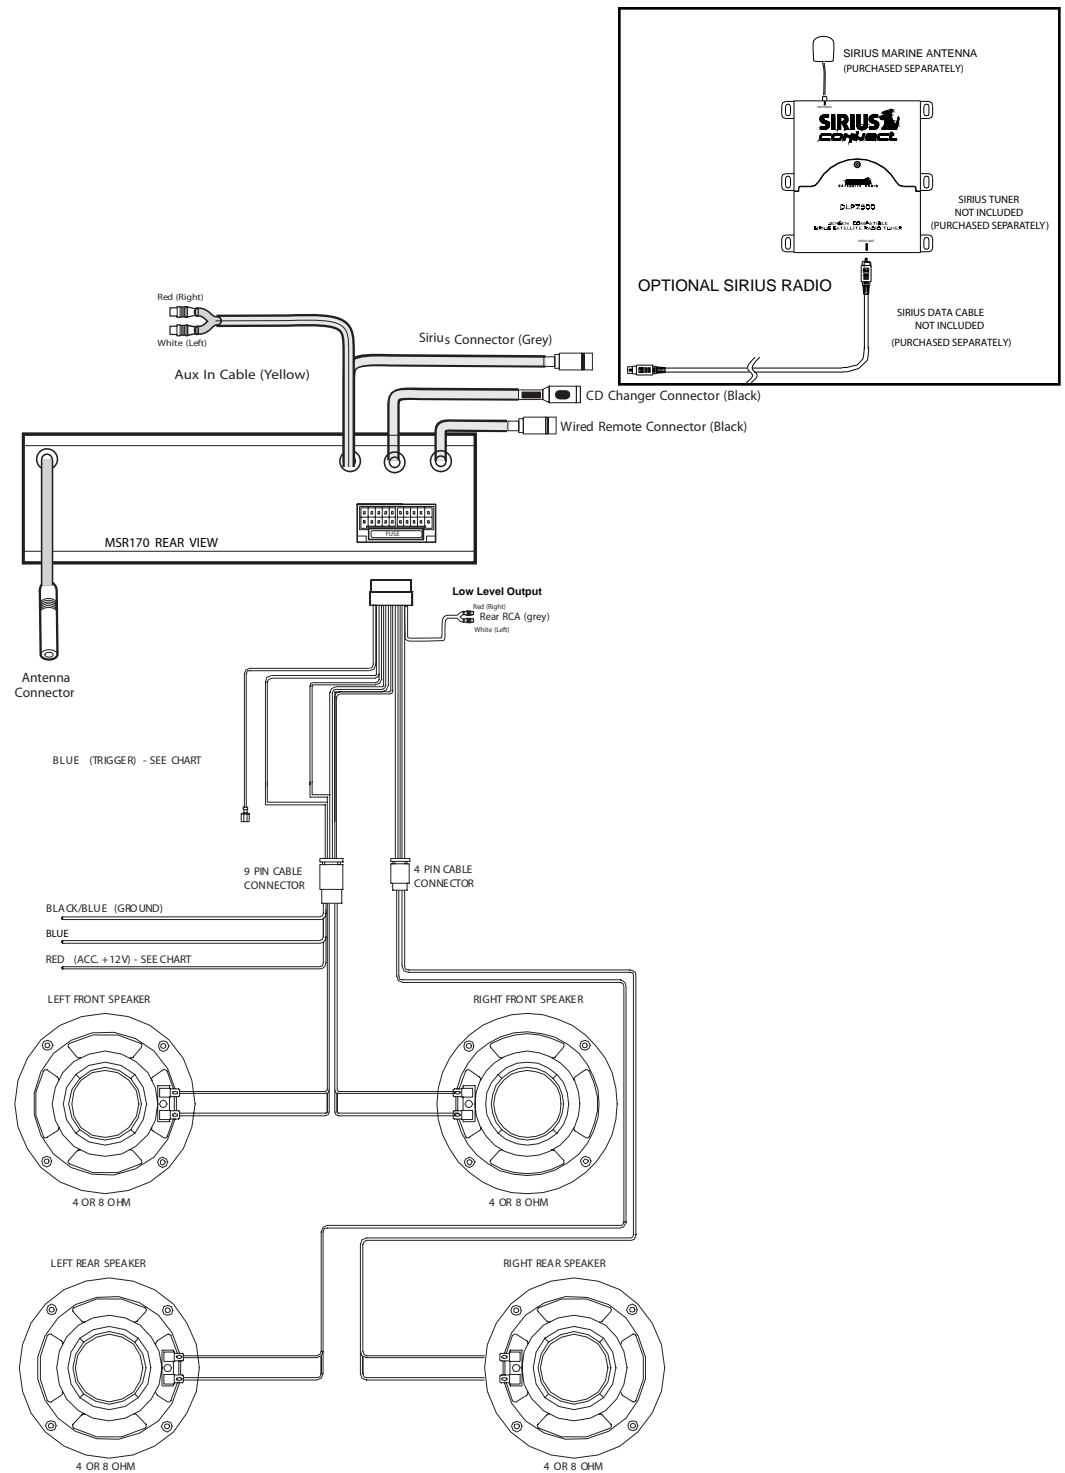 SIRIUS MARINE ANTENNA
(PURCHASED SEPARATELY)
SIRIUS
connect
SIRIUS TUNER
NOT INCLUDED
(PURCHASED SEPARATELY)
SIRIUS SATELLITE RADIO TUNER
OPTIONAL SIRIUS RADIO
SIRIUS DATA CABLE
NOT INCLUDED
(PURCHASED SEPARATELY)
Red (Right)
White (Left)
Aux In Cable (Yellow)
Sirius Connector (Grey)
CD Changer Connector (Black)
Wired Remote Connector (Black)
FUSE
MSR170 REAR VIEW
Low Level Output
Red (Right)
Rear RCA (grey)
White (Left)
Antenna
Connector
BLUE (TRIGGER) - SEE CHART
9 PIN CABLE
CONNECTOR
4 PIN CABLE
CONNECTOR
BLACK/BLUE (GROUND)
BLUE
RED (ACC. +12V) - SEE CHART
LEFT FRONT SPEAKER
RIGHT FRONT SPEAKER
4 OR 8 OHM
4 OR 8 OHM
LEFT REAR SPEAKER
RIGHT REAR SPEAKER
4 OR 8 OHM
4 OR 8 OHM